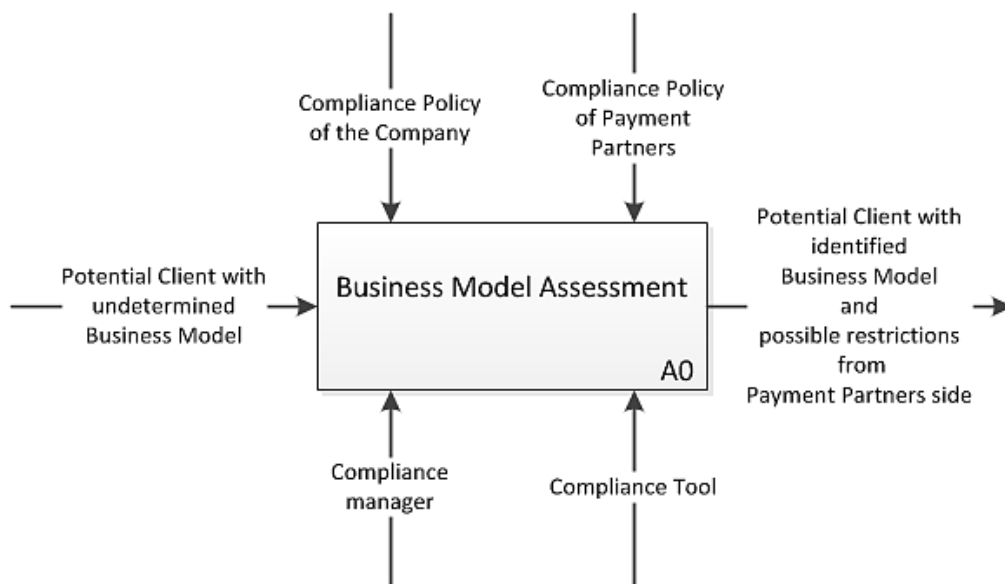 Compliance Policy
of the Company
Compliance Policy
of Payment
Partners
Potential Client with
undetermined
Business Model
Business Model Assessment
A0
Potential Client with
identified
Business Model
and
possible restrictions
from
Payment Partners side
Compliance
manager
Compliance Tool